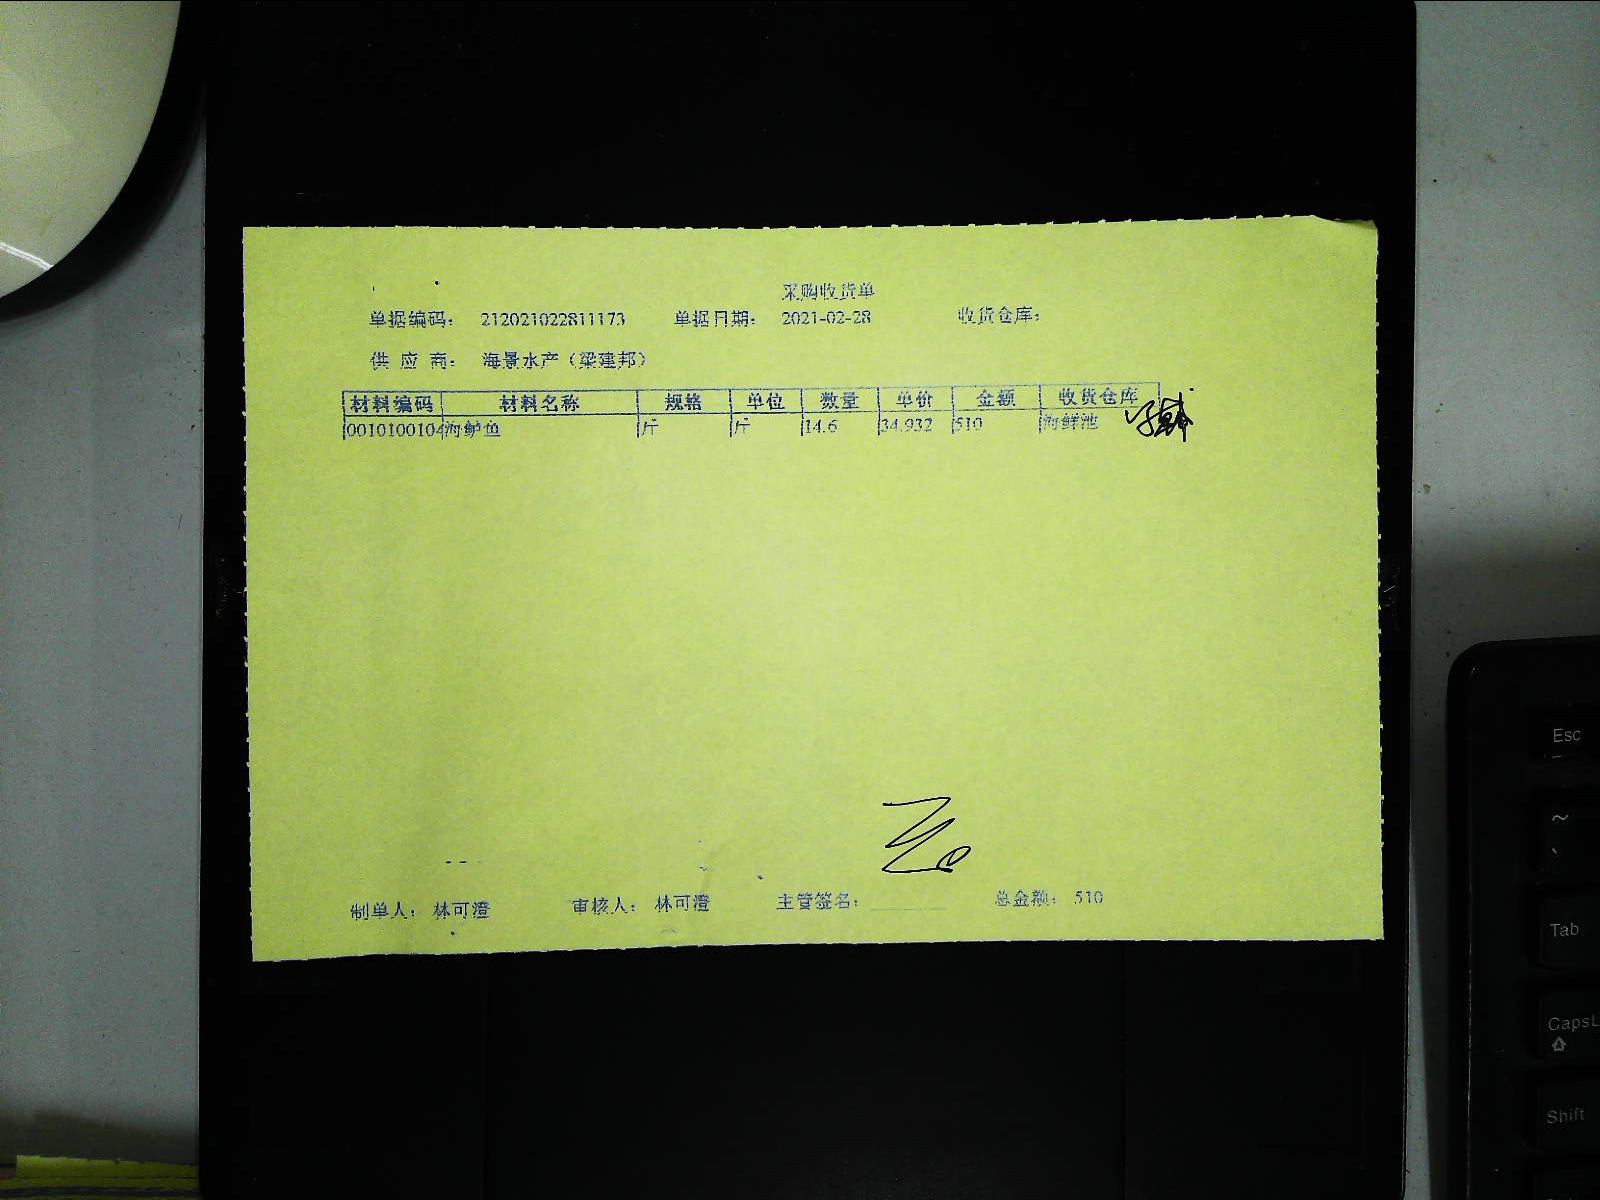 采购收货单
单据编码： 212021022811173 单据日期： 2021-02-28 收货仓库：
供 应 商： 海景水产（梁建邦）
材料编码 材料名称 规格 单位 数量 单价 金额 收货仓库
0010100104 海鲈鱼 斤 斤 14.6 34.932 510 海鲜池
制单人： 林可澄 审核人： 林可澄 主管签名： 总金额： 510
Esc
~
`
Tab
CapsL
Shift